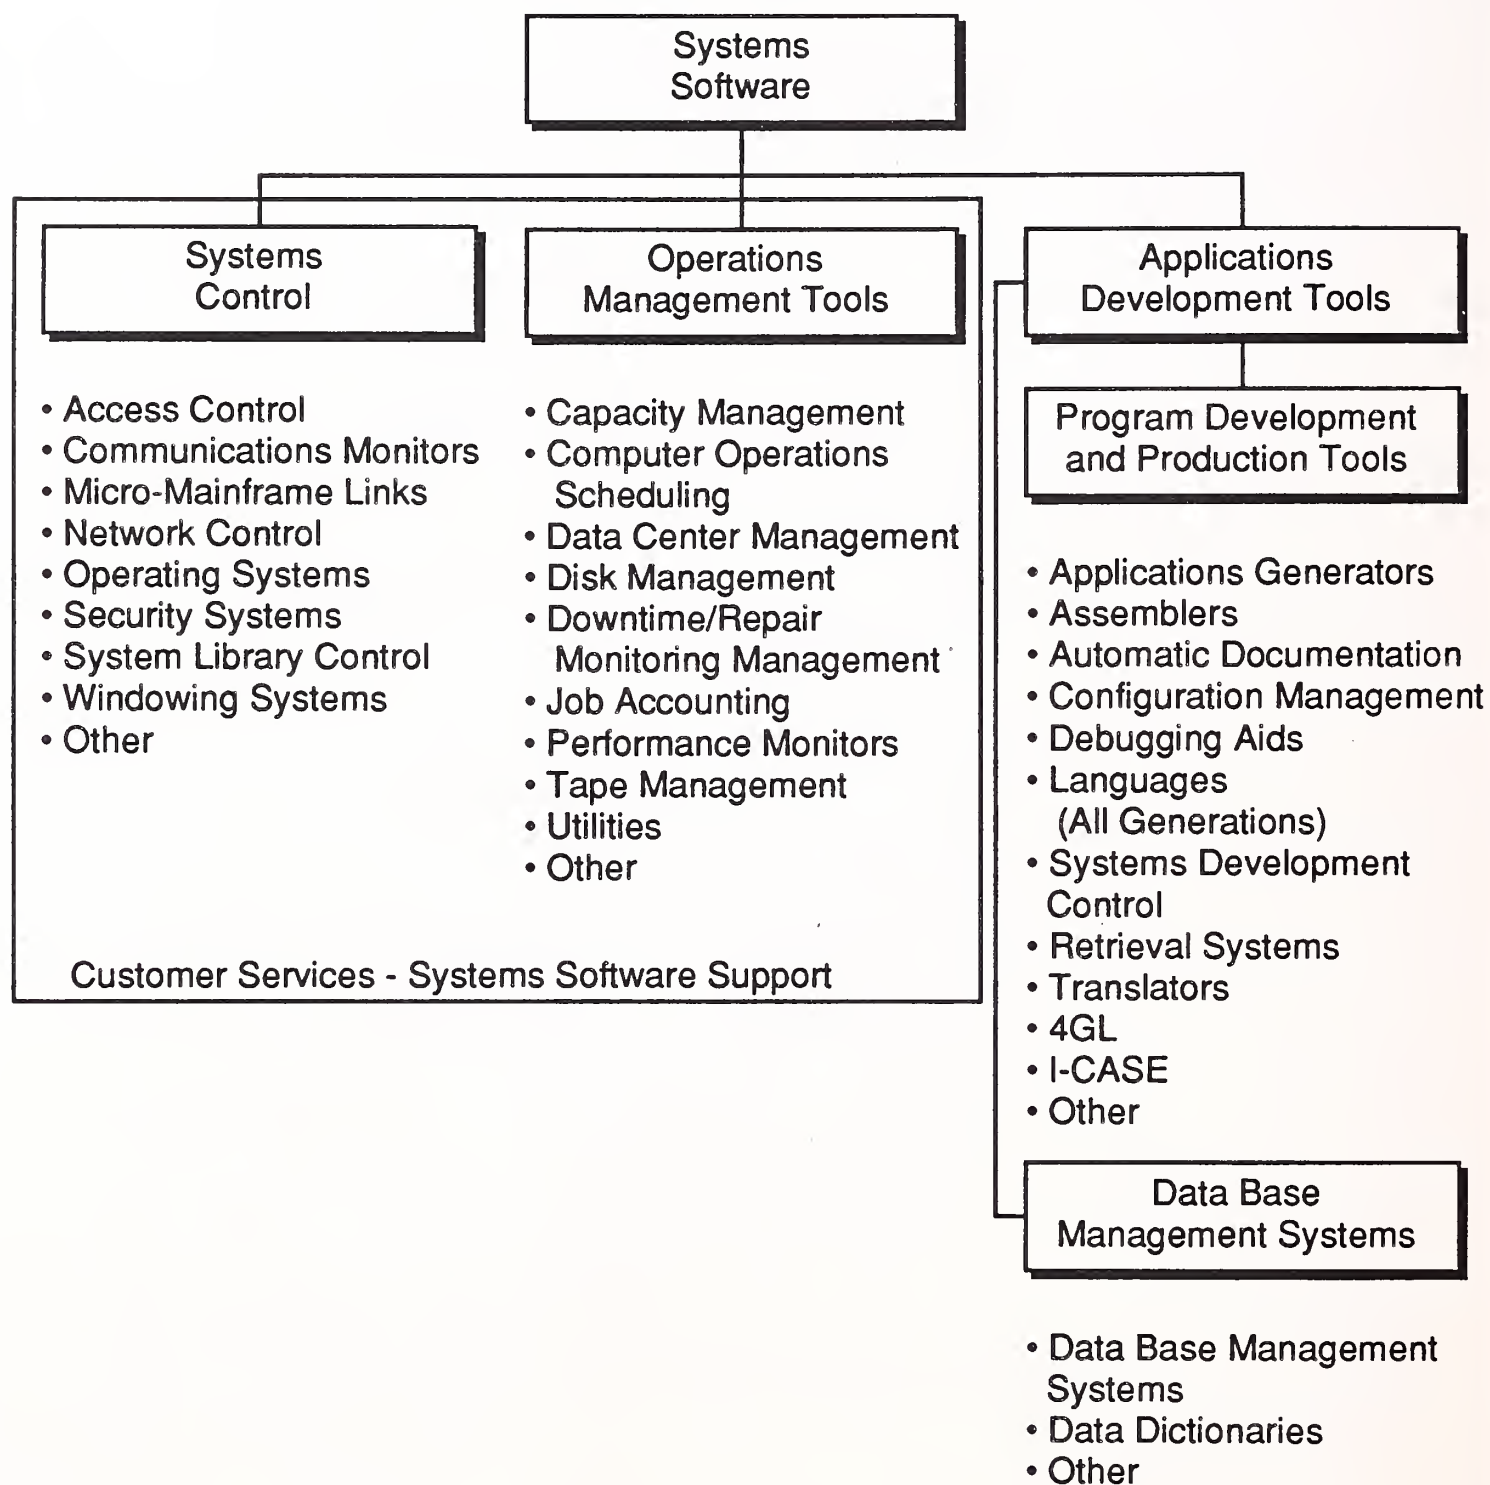 Systems
Software
Systems
Control
• Access Control
• Communications Monitors
• Micro-Mainframe Links
• Network Control
• Operating Systems
• Security Systems
• System Library Control
• Windowing Systems
• Other
Operations
Management Tools
• Capacity Management
• Computer Operations
Scheduling
• Data Center Management
• Disk Management
• Downtime/Repair
Monitoring Management
• Job Accounting
• Performance Monitors
• Tape Management
• Utilities
• Other
Customer Services - Systems Software Support
Applications
Development Tools
Program Development
and Production Tools
• Applications Generators
• Assemblers
• Automatic Documentation
• Configuration Management
• Debugging Aids
• Languages
(All Generations)
• Systems Development
Control
• Retrieval Systems
• Translators
• 4GL
• I-CASE
• Other
Data Base
Management Systems
• Data Base Management
Systems
• Data Dictionaries
• Other